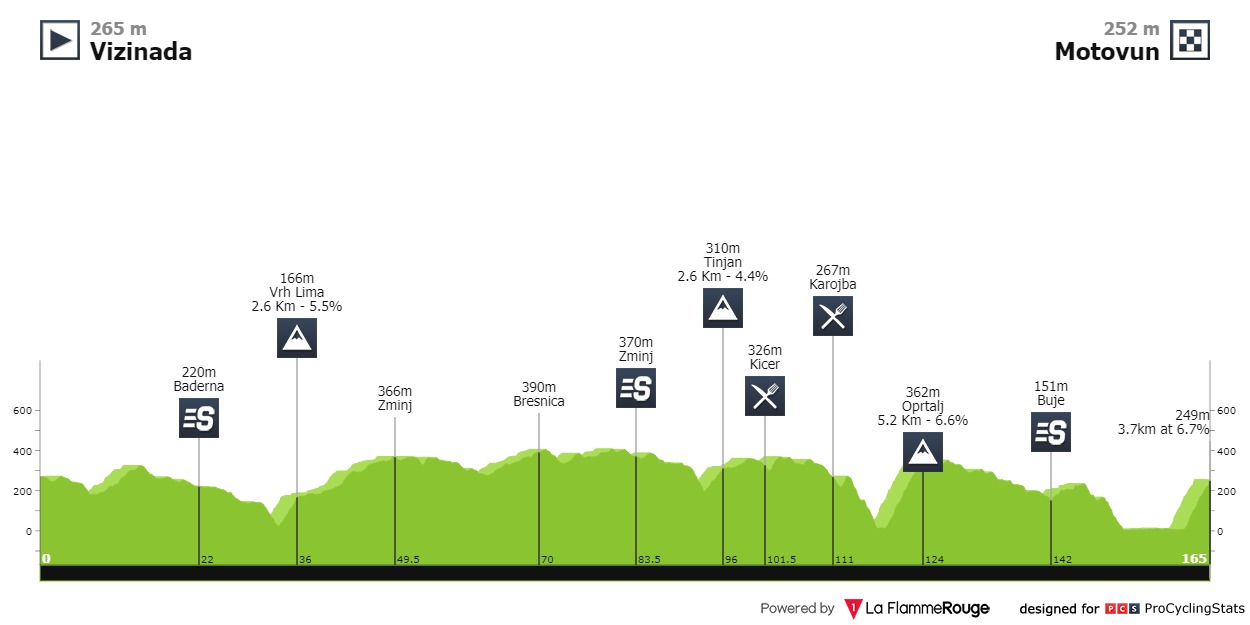 265 m
Vizinada
252 m
Motovun
310m
Tinjan
2.6 Km - 4.4%
267m
Karojba
166m
Vrh Lima
2.6 Km - 5.5%
370m
Zminj
326m
Kicer
220m
Baderna
366m
Zminj
390m
Bresnica
362m
Oprtalj
5.2 Km - 6.6%
151m
Buje
249m
3.7km at 6.7%
S
S
S
600
400
200
0
600
400
200
0
0
22
36
49.5
70
83.5
96
101.5
111
124
142
165
Powered by 1 La FlammeRouge designed for PCS ProCyclingStats